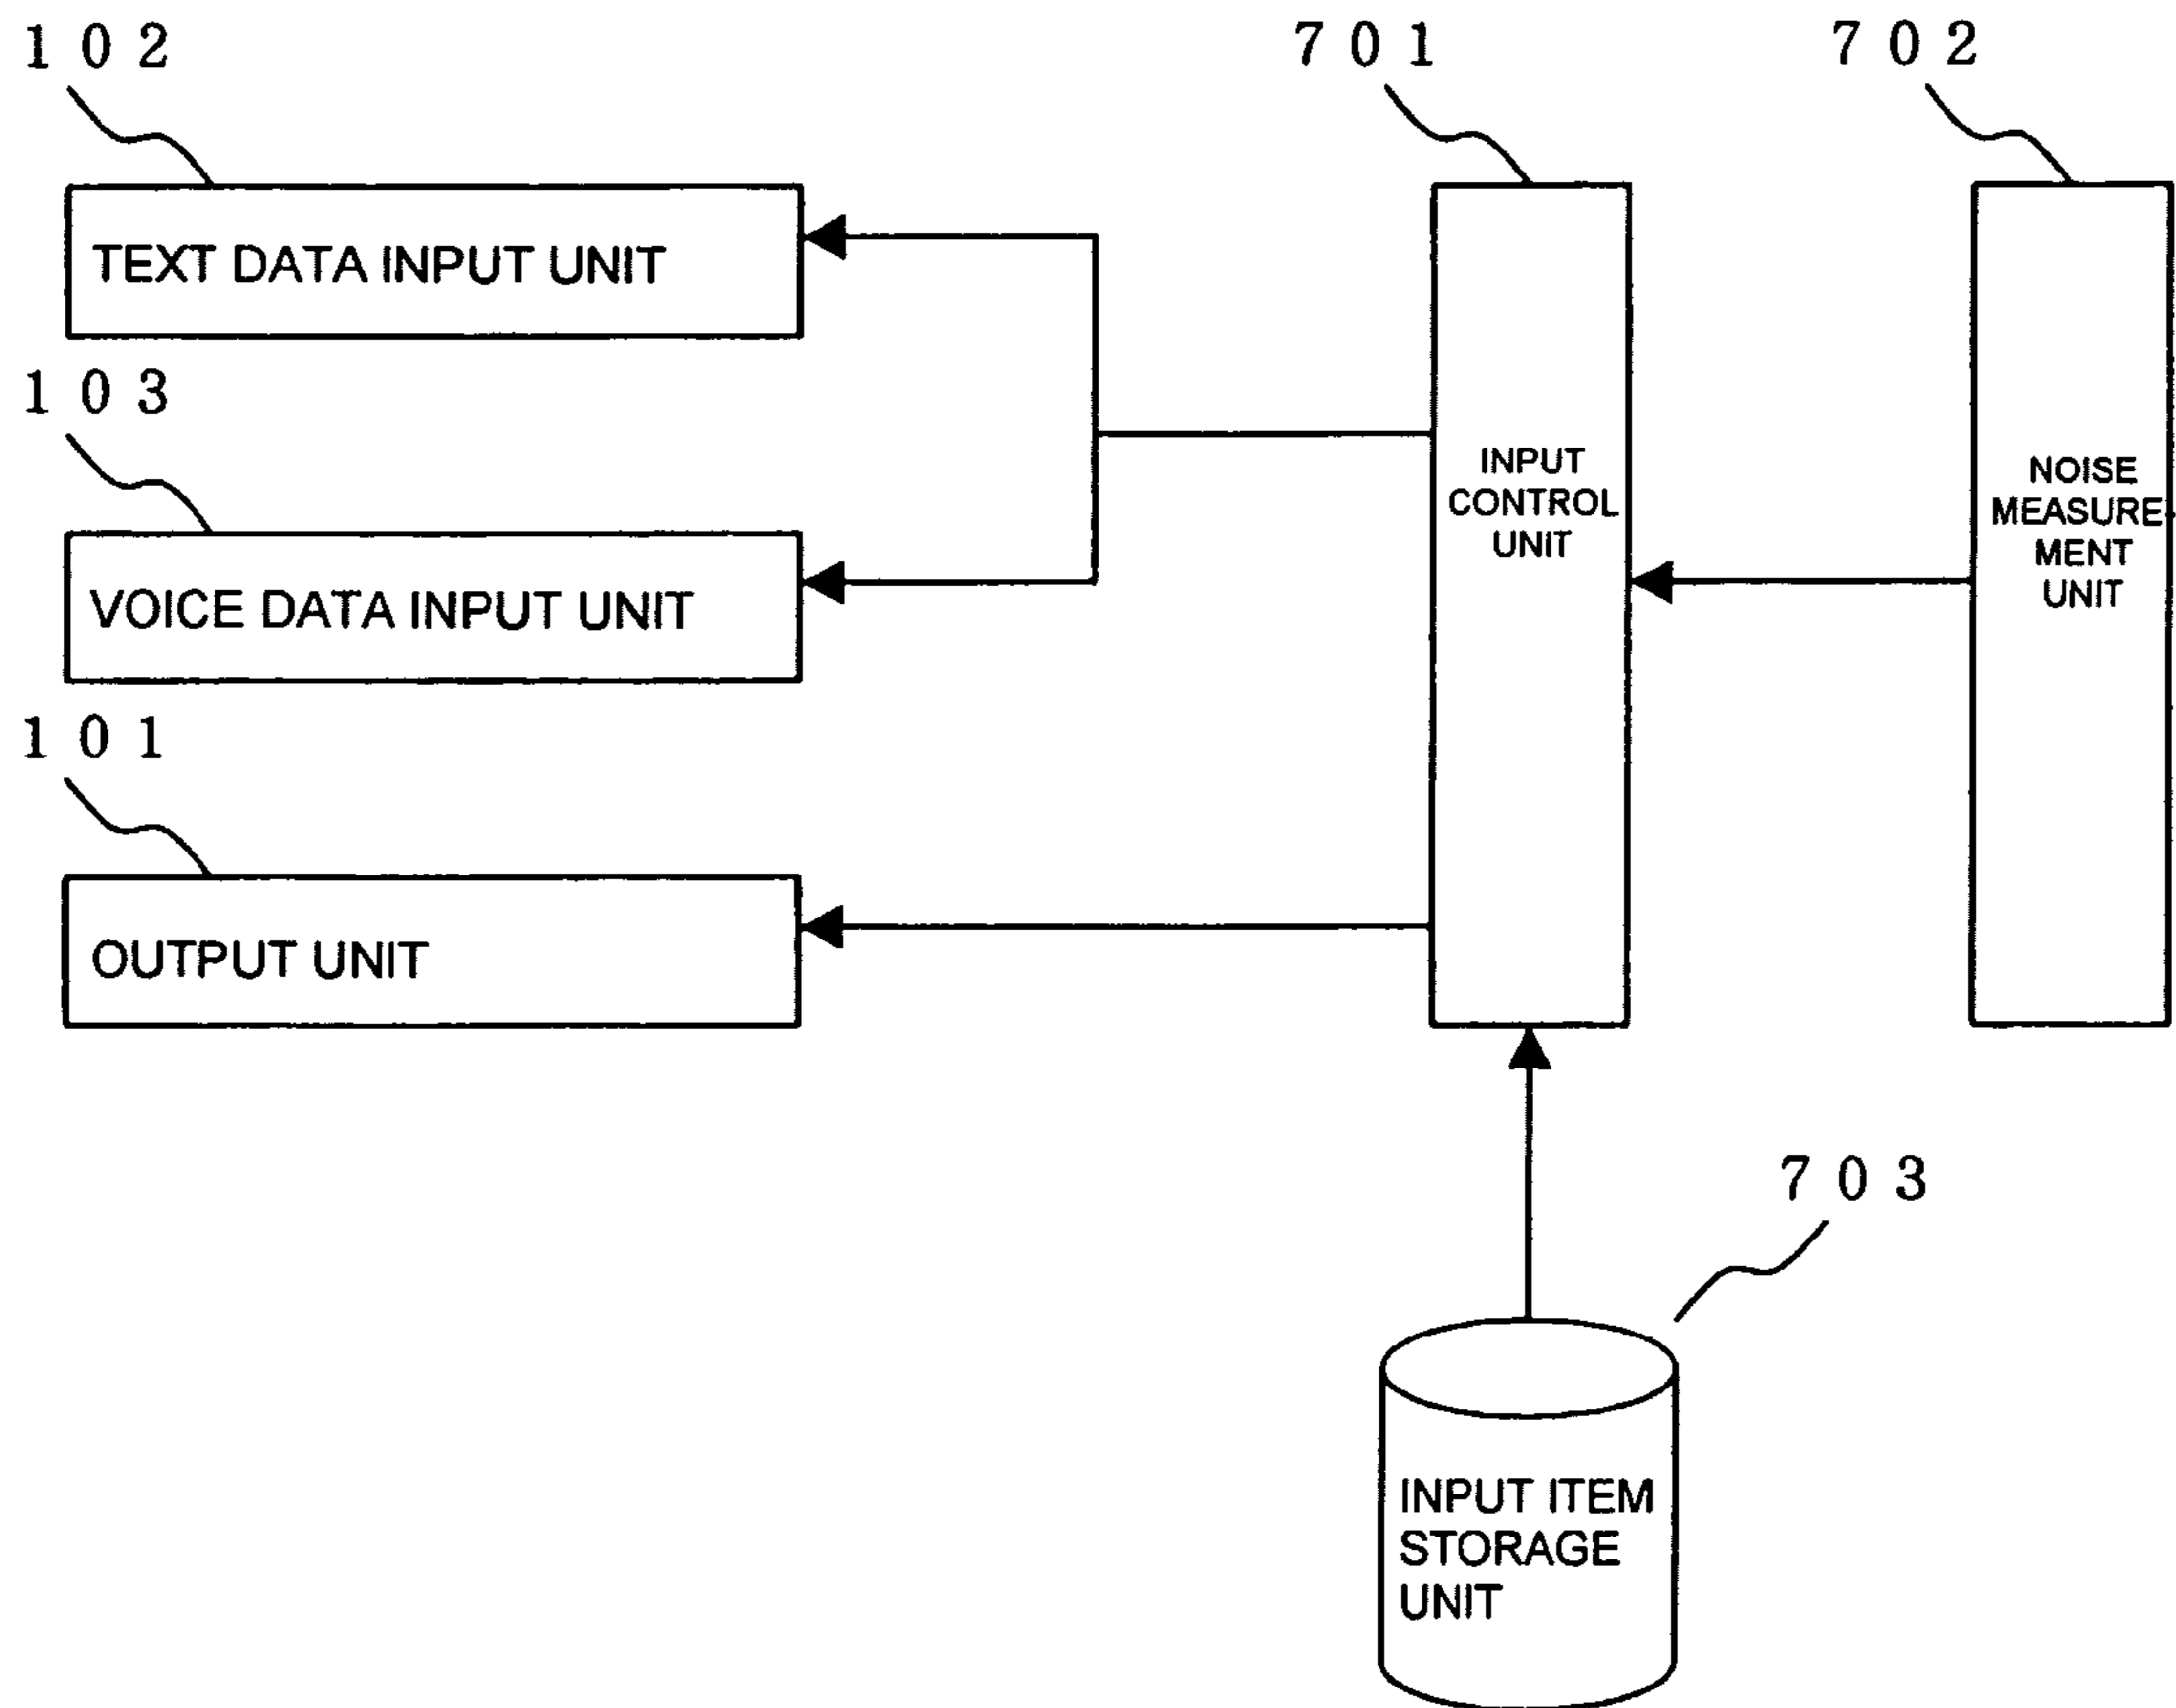 102
701
702
TEXT DATA INPUT UNIT
103
VOICE DATA INPUT UNIT
INPUT
CONTROL
UNIT
NOISE
MEASURE
MENT
UNIT
101
OUTPUT UNIT
703
INPUT ITEM
STORAGE
UNIT